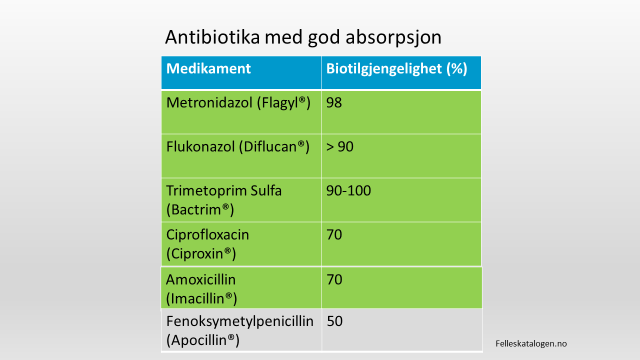 Antibiotika med god absorpsjon
Medikament Biotilgjengelighet (%)
Metronidazol (Flagyl®) 98
Flukonazol (Diflucan®) > 90
Trimetoprim Sulfa 90-100
(Bactrim®)
Ciprofloxacin 70
(Ciproxin®)
Amoxicillin 70
(Imacillin®)
Fenoksymetylpenicillin 50
(Apocillin®)
Felleskatalogen.no